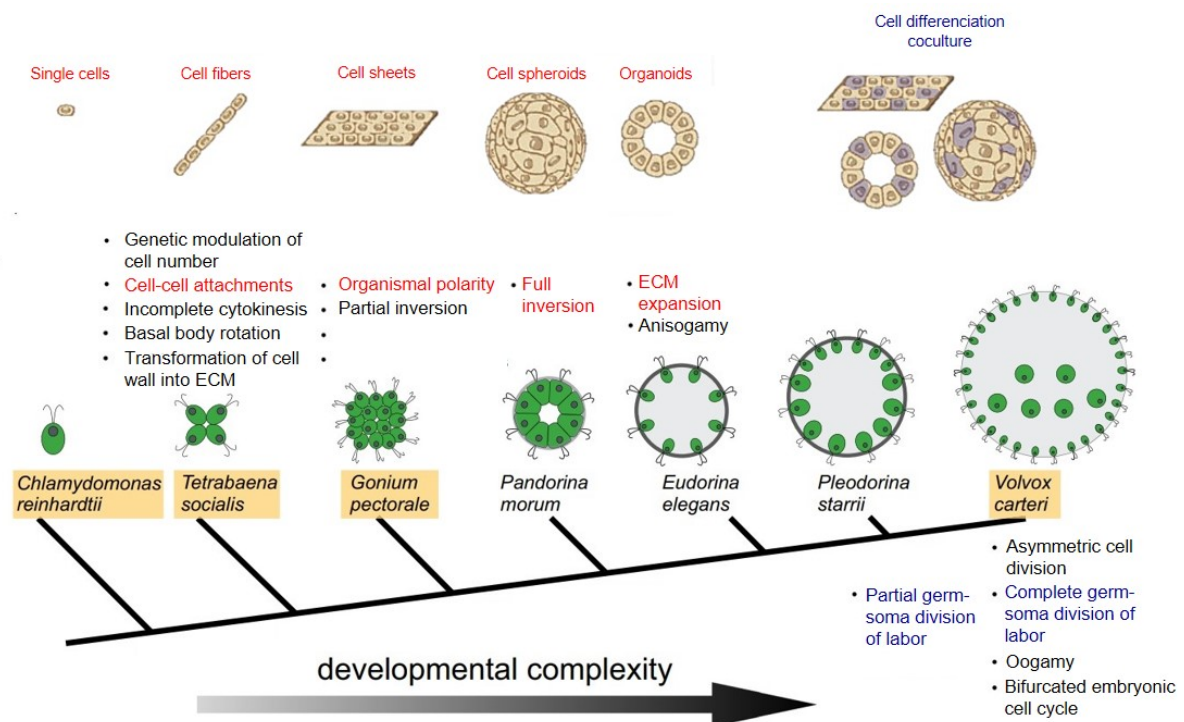 Cell differenciation
coculture
Single cells
Cell fibers
Cell sheets
Cell spheroids
Organoids
• Genetic modulation of
cell number
• Cell-cell attachments
• Incomplete cytokinesis
• Basal body rotation
• Transformation of cell
wall into ECM
• Organismal polarity
• Partial inversion
•
•
• Full
inversion
• ECM
expansion
• Anisogamy
Chlamydomonas
reinhardtii
Tetrabaena
socialis
Gonium
pectorale
Pandorina
morum
Eudorina
elegans
Pleodorina
starrii
Volvox
carteri
• Partial germ-
soma division
of labor
• Asymmetric cell
division
• Complete germ-
soma division of
labor
• Oogamy
• Bifurcated embryonic
cell cycle
developmental complexity